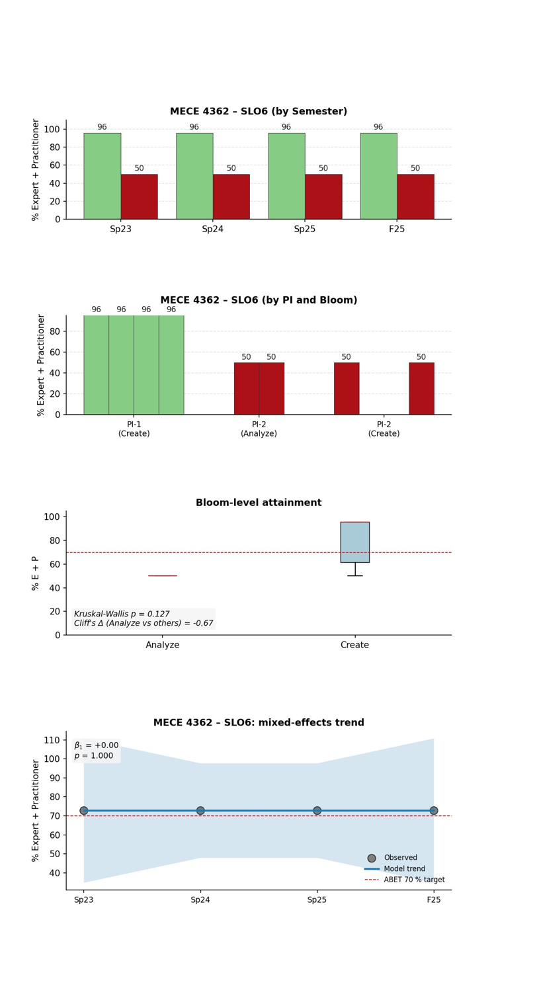 MECE 4362 – SLO6 (by Semester)
% Expert + Practitioner
100
80
60
40
20
0
96 50 96 50 96 50 96 50
Sp23 Sp24 Sp25 F25
MECE 4362 – SLO6 (by PI and Bloom)
% Expert + Practitioner
80
60
40
20
0
96 96 96 96
50 50 50 50
PI-1 PI-2 PI-2
(Create) (Analyze) (Create)
Bloom-level attainment
% E + P
100
80
60
40
20
0
Kruskal-Wallis p = 0.127
Cliff's Δ (Analyze vs others) = -0.67
Analyze Create
MECE 4362 – SLO6: mixed-effects trend
% Expert + Practitioner
110
100
90
80
70
60
50
40
β₁ = +0.00
p = 1.000
Observed
Model trend
ABET 70 % target
Sp23 Sp24 Sp25 F25